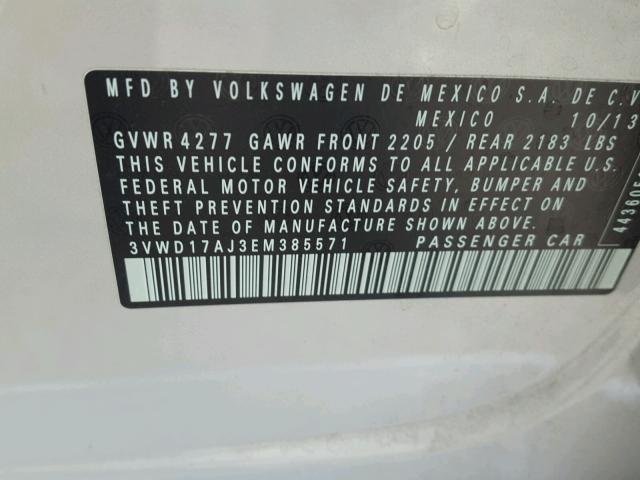 MFD BY VOLKSWAGEN DE MEXICO S.A. DE C.V
MEXICO 10/13
GVWR 4277 GAWR FRONT 2205 / REAR 2183 LBS
THIS VEHICLE CONFORMS TO ALL APPLICABLE U.S.
FEDERAL MOTOR VEHICLE SAFETY, BUMPER AND
THEFT PREVENTION STANDARDS IN EFFECT ON
THE DATE OF MANUFACTURE SHOWN ABOVE.
3VWD17AJ3EM385571 PASSENGER CAR